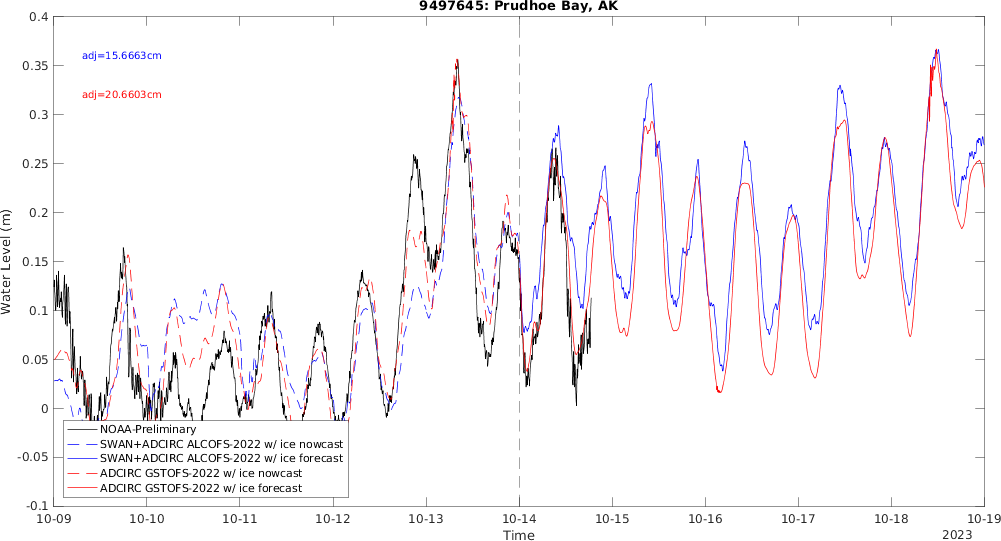 9497645: Prudhoe Bay, AK
0.4
0.35
0.3
0.25
0.2
0.15
0.1
0.05
0
-0.05
-0.1
Water Level (m)
adj=15.6663cm
adj=20.6603cm
NOAA-Preliminary
SWAN+ADCIRC ALCOFS-2022 w/ ice nowcast
SWAN+ADCIRC ALCOFS-2022 w/ ice forecast
ADCIRC GSTOFS-2022 w/ ice nowcast
ADCIRC GSTOFS-2022 w/ ice forecast
10-09 10-10 10-11 10-12 10-13 10-14 10-15 10-16 10-17 10-18 10-19
Time
2023